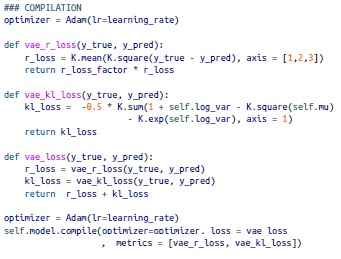 ### COMPILATION
optimizer = Adam(lr=learning_rate)

def vae_r_loss(y_true, y_pred):
    r_loss = K.mean(K.square(y_true - y_pred), axis = [1,2,3])
    return r_loss_factor * r_loss

def vae_kl_loss(y_true, y_pred):
    kl_loss =  -0.5 * K.sum(1 + self.log_var - K.square(self.mu)
                      - K.exp(self.log_var), axis = 1)
    return kl_loss

def vae_loss(y_true, y_pred):
    r_loss = vae_r_loss(y_true, y_pred)
    kl_loss = vae_kl_loss(y_true, y_pred)
    return  r_loss + kl_loss

optimizer = Adam(lr=learning_rate)
self.model.compile(optimizer=optimizer. loss = vae loss
                  ,  metrics = [vae_r_loss, vae_kl_loss])